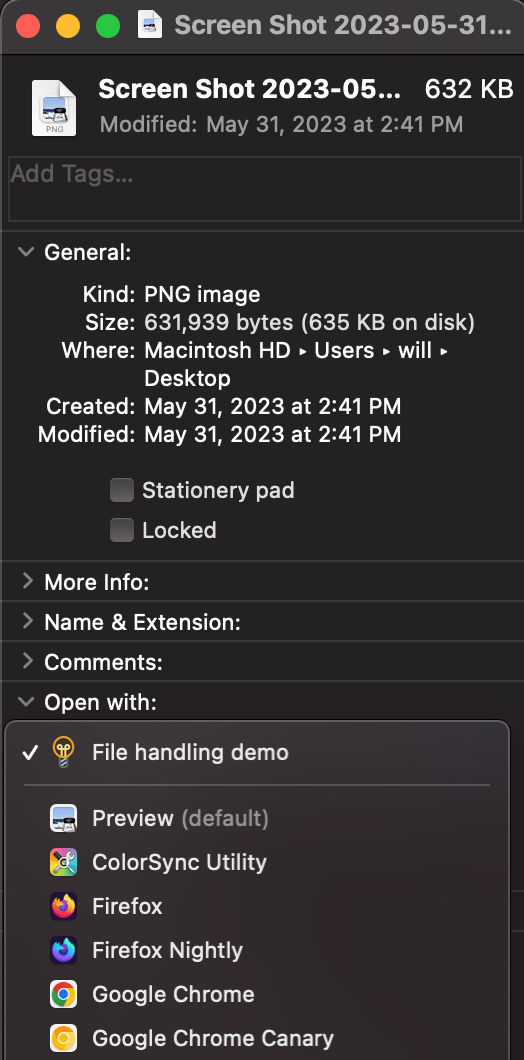 Screen Shot 2023-05-31...
Screen Shot 2023-05... 632 KB
Modified: May 31, 2023 at 2:41 PM
PNG
Add Tags...
General:
Kind: PNG image
Size: 631,939 bytes (635 KB on disk)
Where: Macintosh HD ▸ Users ▸ will ▸
Desktop
Created: May 31, 2023 at 2:41 PM
Modified: May 31, 2023 at 2:41 PM
Stationery pad
Locked
More Info:
Name & Extension:
Comments:
Open with:
✓ File handling demo
Preview (default)
ColorSync Utility
Firefox
Firefox Nightly
Google Chrome
Google Chrome Canary